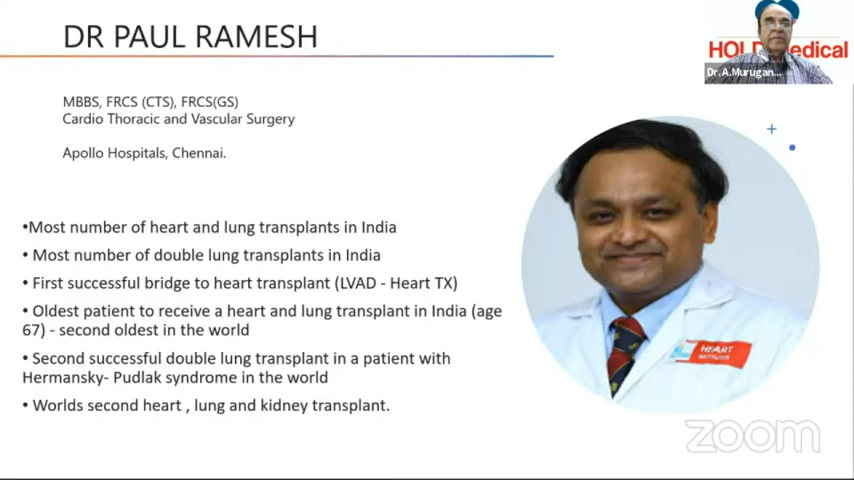 DR PAUL RAMESH
HOLD Medical
Dr.A.Murugan...
MBBS, FRCS (CTS), FRCS(GS)
Cardio Thoracic and Vascular Surgery
Apollo Hospitals, Chennai.
•Most number of heart and lung transplants in India
• Most number of double lung transplants in India
• First successful bridge to heart transplant (LVAD - Heart TX)
• Oldest patient to receive a heart and lung transplant in India (age
67) - second oldest in the world
• Second successful double lung transplant in a patient with
Hermansky- Pudlak syndrome in the world
• Worlds second heart , lung and kidney transplant.
HEART
INSTITUTE
zoom